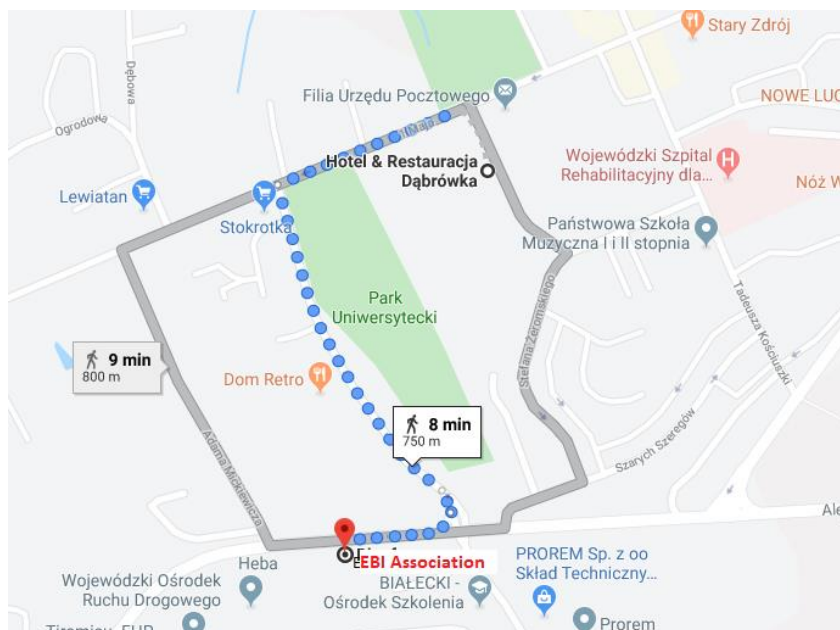 Stary Zdrój
Dębowa
Filia Urzędu Pocztowego
NOWE LUC
Ogrodowa
1 Maja
Hotel & Restauracja
Dąbrówka
Wojewódzki Szpital
Rehabilitacyjny dla...
Nóż W
Lewiatan
Stokrotka
Państwowa Szkoła
Muzyczna I i II stopnia
Park
Uniwersytecki
Tadeusza Kościuszki
Stefana Żeromskiego
9 min
800 m
Dom Retro
8 min
750 m
Adama Mickiewicza
Szarych Szeregów
Ale
EBI Association
Heba
PROREM Sp. z oo
Skład Techniczny...
Wojewódzki Ośrodek
Ruchu Drogowego
BIAŁECKI -
Ośrodek Szkolenia
Prorem